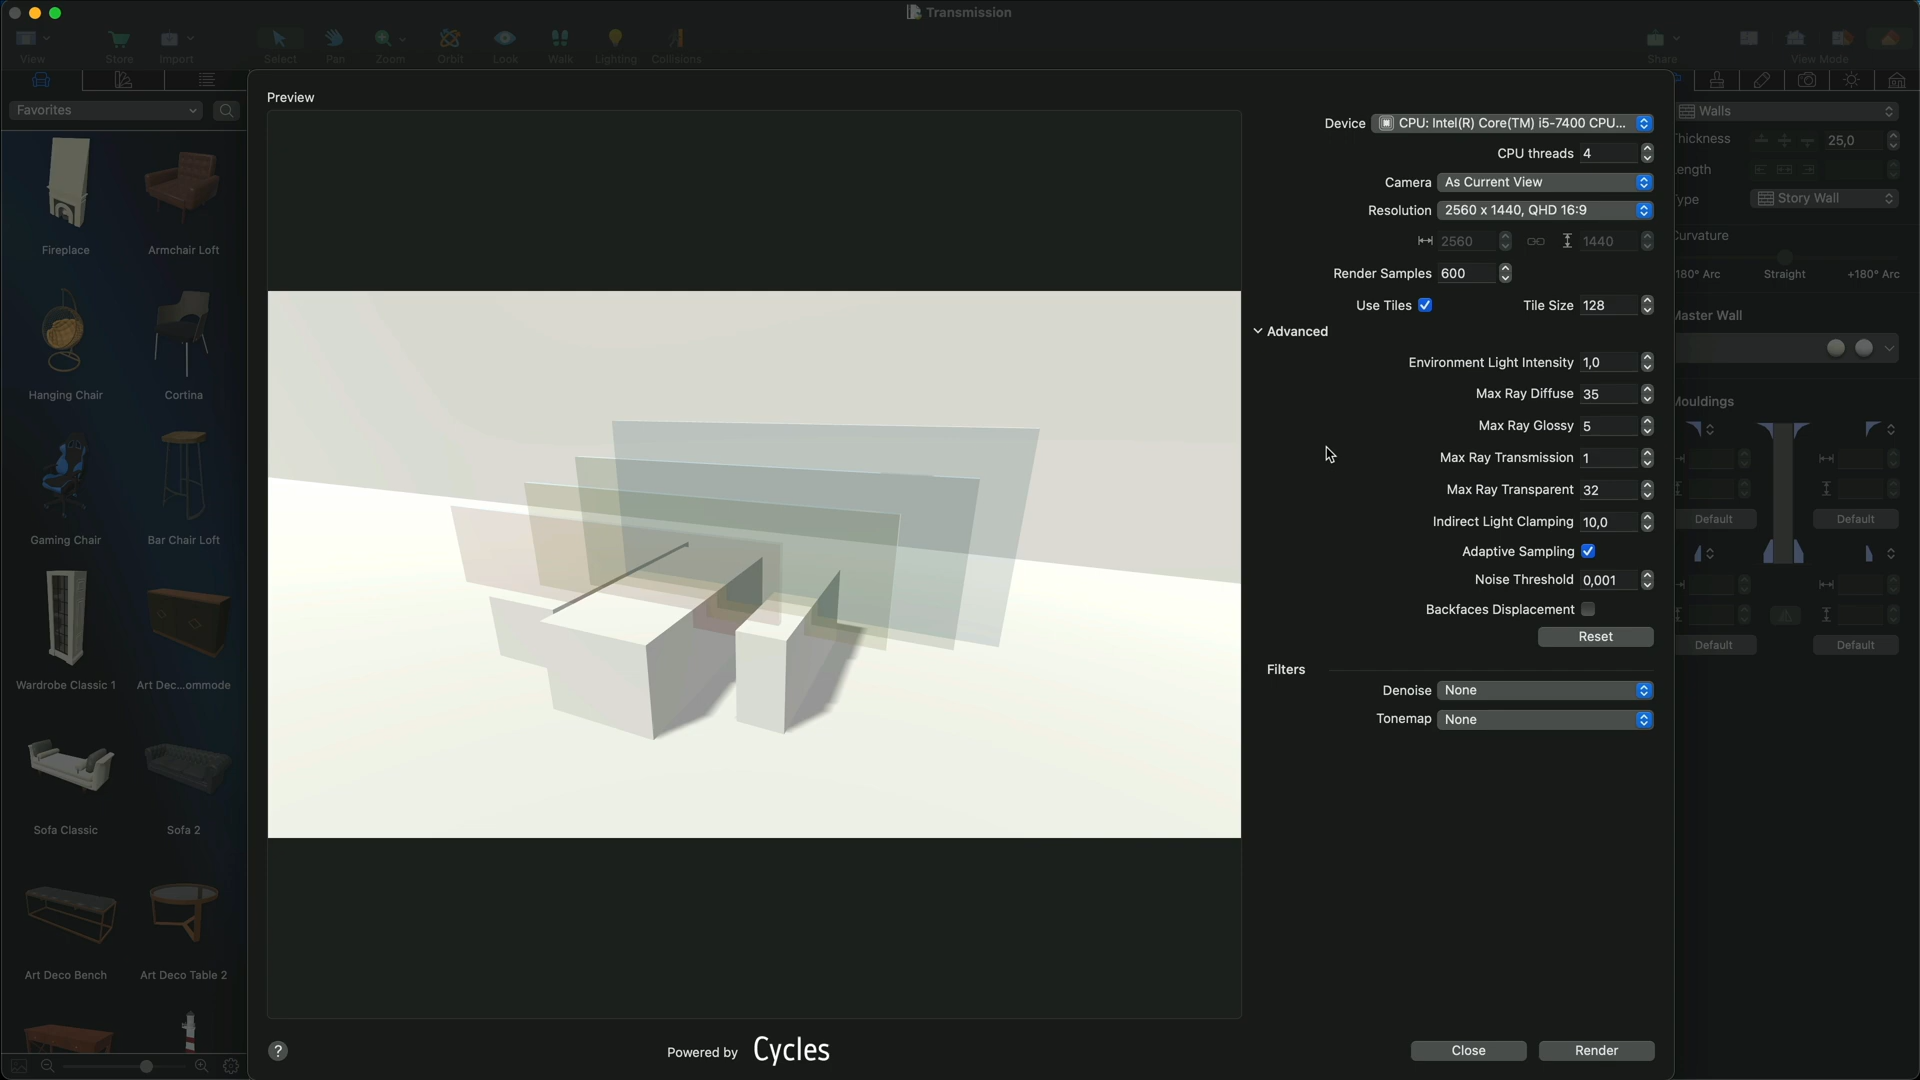 Transmission
View
Store
Import
Select
Pan
Zoom
Orbit
Look
Walk
Lighting
Collisions
Share
View Mode
Favorites
Fireplace
Armchair Loft
Hanging Chair
Cortina
Gaming Chair
Bar Chair Loft
Wardrobe Classic 1
Art Dec...ommode
Sofa Classic
Sofa 2
Art Deco Bench
Art Deco Table 2
Preview
Device CPU: Intel(R) Core(TM) i5-7400 CPU...
CPU threads 4
Camera As Current View
Resolution 2560 x 1440, QHD 16:9
2560 1440
Render Samples 600
Use Tiles Tile Size 128
Advanced
Environment Light Intensity 1,0
Max Ray Diffuse 35
Max Ray Glossy 5
Max Ray Transmission 1
Max Ray Transparent 32
Indirect Light Clamping 10,0
Adaptive Sampling
Noise Threshold 0,001
Backfaces Displacement
Reset
Filters
Denoise None
Tonemap None
?
Powered by Cycles
Close
Render
Walls
hickness 25,0
ength
ype Story Wall
urvature
180° Arc Straight +180° Arc
aster Wall
ouldings
Default Default
Default Default